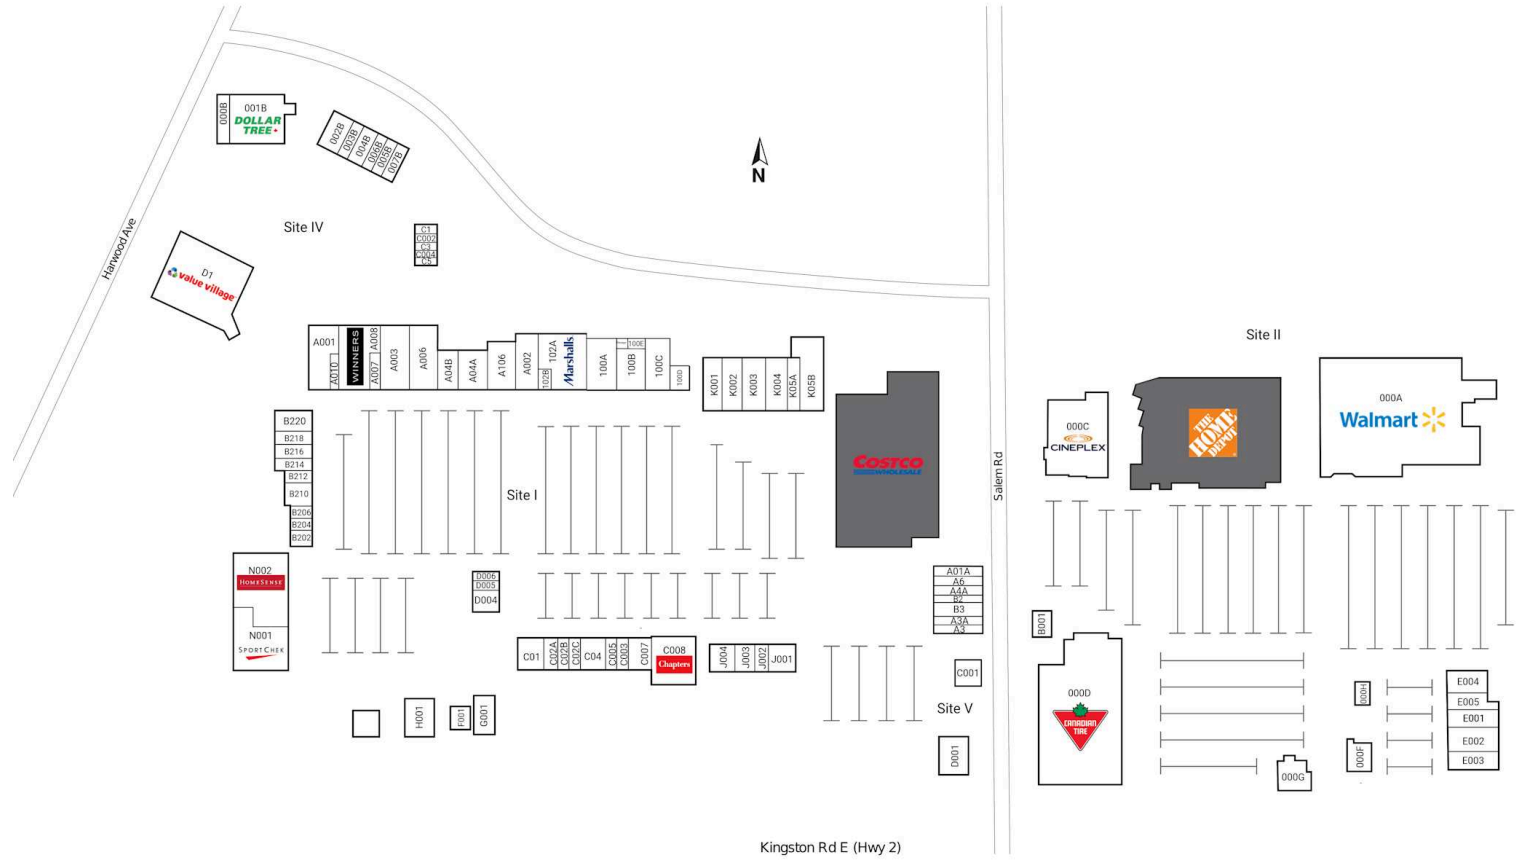 000B
001B
DOLLAR
TREE
002B
003B
004B
006B
005B
007B
N
Harwood Ave
Site IV
C1
C002
C3
C004
C5
D1
value village
A001
A010
WINNERS
A008
A007
A003
A006
A04B
A04A
A106
A002
102A
102B
Marshalls
100A
100E
100B
100C
100D
K001
K002
K003
K004
K05A
K05B
Site II
COSTCO
WHOLESALE
Salem Rd
000C
CINEPLEX
THE
HOME
DEPOT
000A
Walmart
B220
B218
B216
B214
B212
B210
B206
B204
B202
Site I
N002
HOMESENSE
N001
SPORTCHEK
D006
D005
D004
A01A
A6
A4A
B2
B3
A3A
A3
B001
C01
C02A
C02B
C02C
C04
C005
C003
C007
C008
Chapters
J004
J003
J002
J001
C001
Site V
D001
H001
F001
G001
000D
CANADIAN
TIRE
000H
000F
000G
E004
E005
E001
E002
E003
Kingston Rd E (Hwy 2)